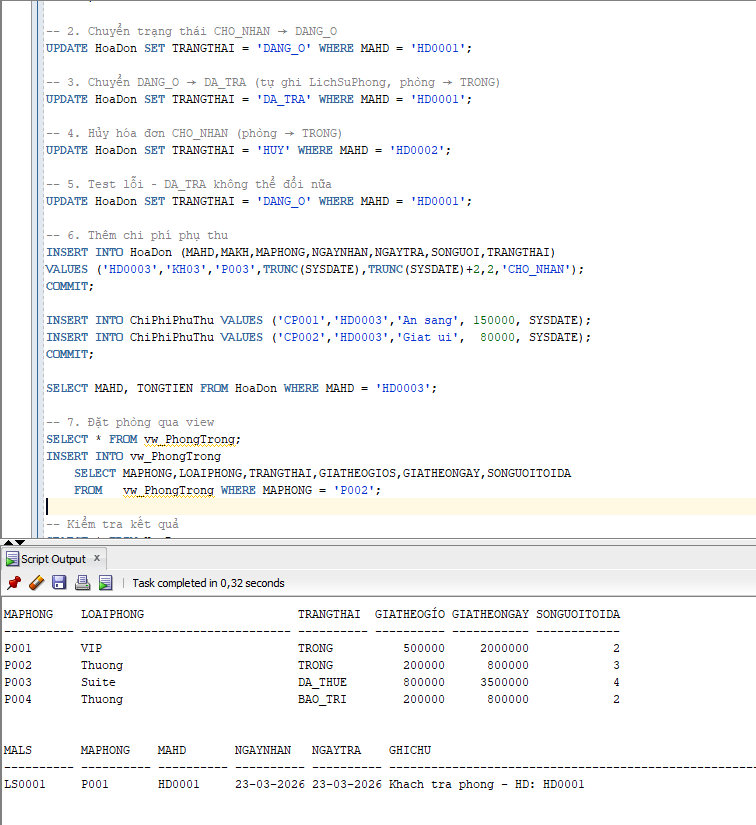 -- 2. Chuyển trạng thái CHO_NHAN → DANG_O
UPDATE HoaDon SET TRANGTHAI = 'DANG_O' WHERE MAHD = 'HD0001';
-- 3. Chuyển DANG_O → DA_TRA (tự ghi LichSuPhong, phòng → TRONG)
UPDATE HoaDon SET TRANGTHAI = 'DA_TRA' WHERE MAHD = 'HD0001';
-- 4. Hủy hóa đơn CHO_NHAN (phòng → TRONG)
UPDATE HoaDon SET TRANGTHAI = 'HUY' WHERE MAHD = 'HD0002';
-- 5. Test lỗi - DA_TRA không thể đổi nữa
UPDATE HoaDon SET TRANGTHAI = 'DANG_O' WHERE MAHD = 'HD0001';
-- 6. Thêm chi phí phụ thu
INSERT INTO HoaDon (MAHD,MAKH,MAPHONG,NGAYNHAN,NGAYTRA,SONGUOI,TRANGTHAI)
VALUES ('HD0003','KH03','P003',TRUNC(SYSDATE),TRUNC(SYSDATE)+2,2,'CHO_NHAN');
COMMIT;
INSERT INTO ChiPhiPhuThu VALUES ('CP001','HD0003','An sang', 150000, SYSDATE);
INSERT INTO ChiPhiPhuThu VALUES ('CP002','HD0003','Giat ui',  80000, SYSDATE);
COMMIT;
SELECT MAHD, TONGTIEN FROM HoaDon WHERE MAHD = 'HD0003';
-- 7. Đặt phòng qua view
SELECT * FROM vw_PhongTrong;
INSERT INTO vw_PhongTrong
SELECT MAPHONG,LOAIPHONG,TRANGTHAI,GIATHEOGIOS,GIATHEONGAY,SONGUOITOIDA
FROM   vw_PhongTrong WHERE MAPHONG = 'P002';
-- Kiểm tra kết quả
Script Output x
Task completed in 0,32 seconds
MAPHONG LOAIPHONG TRANGTHAI GIATHEOGÍO GIATHEONGAY SONGUOITOIDA
---------- ------------------------------ ---------- ---------- ----------- ------------
P001 VIP TRONG 500000 2000000 2
P002 Thuong TRONG 200000 800000 3
P003 Suite DA_THUE 800000 3500000 4
P004 Thuong BAO_TRI 200000 800000 2
MALS MAPHONG MAHD NGAYNHAN NGAYTRA GHICHU
---------- ---------- ---------- ---------- ---------- ------------------------------------------------
LS0001 P001 HD0001 23-03-2026 23-03-2026 Khach tra phong - HD: HD0001